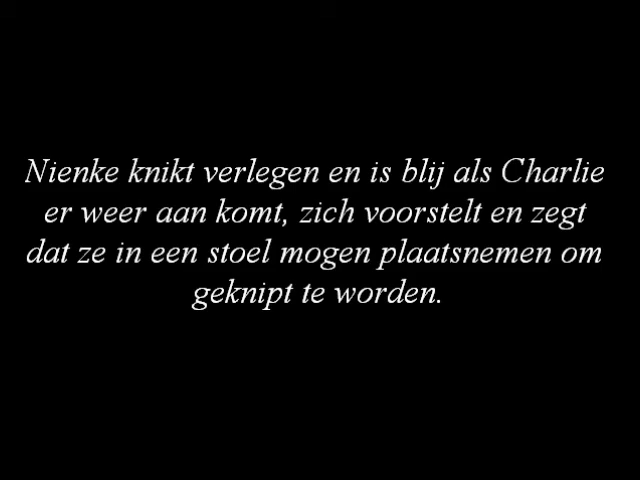 Nienke knikt verlegen en is blij als Charlie
er weer aan komt, zich voorstelt en zegt
dat ze in een stoel mogen plaatsnemen om
geknipt te worden.